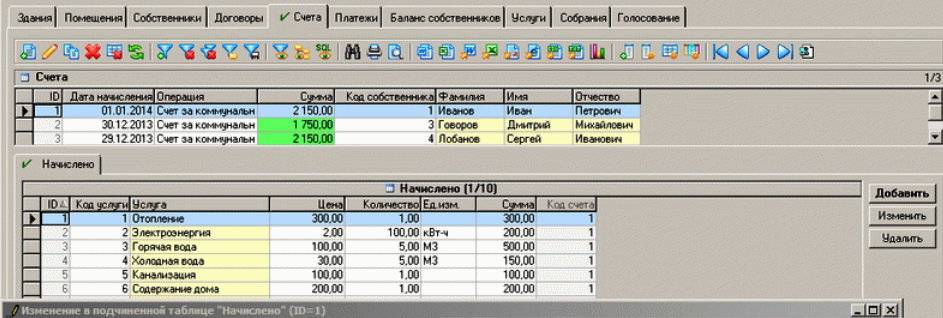 Здания Помещения Собственники Договоры Счета Платежи Баланс собственников Услуги Собрания Голосование
SQL
Счета 1/3
ID Дата начисления Операция Сумма Код собственника Фамилия Имя Отчество
1 01.01.2014 Счет за коммунальн 2 150,00 1 Иванов Иван Петрович
2 30.12.2013 Счет за коммунальн 1 750,00 3 Говоров Дмитрий Михайлович
3 29.12.2013 Счет за коммунальн 2 150,00 4 Лобанов Сергей Иванович
Начислено
Начислено (1/10)
ID Код услуги Услуга Цена Количество Ед.изм. Сумма Код счета
1 1 Отопление 300,00 1,00 300,00 1
2 2 Электроэнергия 2,00 100,00 кВт-ч 200,00 1
3 3 Горячая вода 100,00 5,00 М3 500,00 1
4 4 Холодная вода 30,00 5,00 М3 150,00 1
5 5 Канализация 100,00 1,00 100,00 1
6 6 Содержание дома 200,00 1,00 200,00 1
Добавить
Изменить
Удалить
Изменение в подчиненной таблице "Начислено" (ID=1)